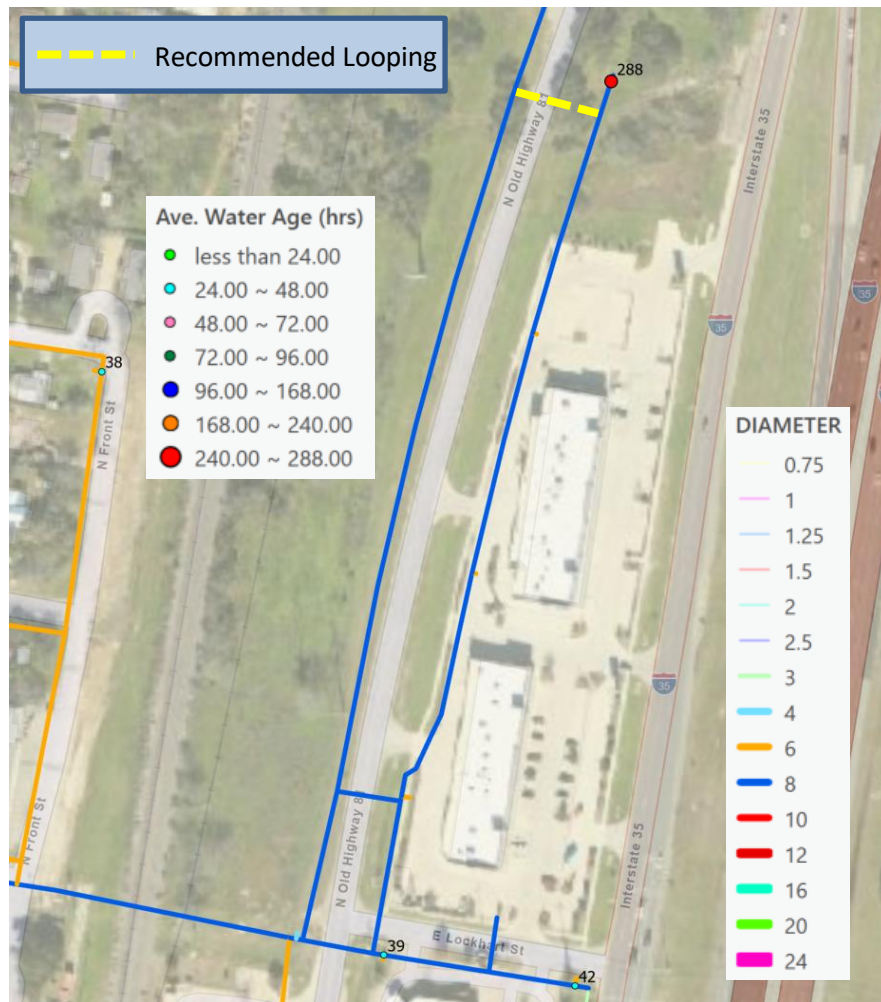 Recommended Looping
288
N Old Highway 81
Interstate 35
Ave. Water Age (hrs)
less than 24.00
24.00 ~ 48.00
48.00 ~ 72.00
72.00 ~ 96.00
96.00 ~ 168.00
168.00 ~ 240.00
240.00 ~ 288.00
35
35
38
N Front St
DIAMETER
0.75
1
1.25
1.5
2
2.5
3
4
6
8
10
12
16
20
24
35
N Front St
N Old Highway 81
Interstate 35
E Lockhart St
39
42